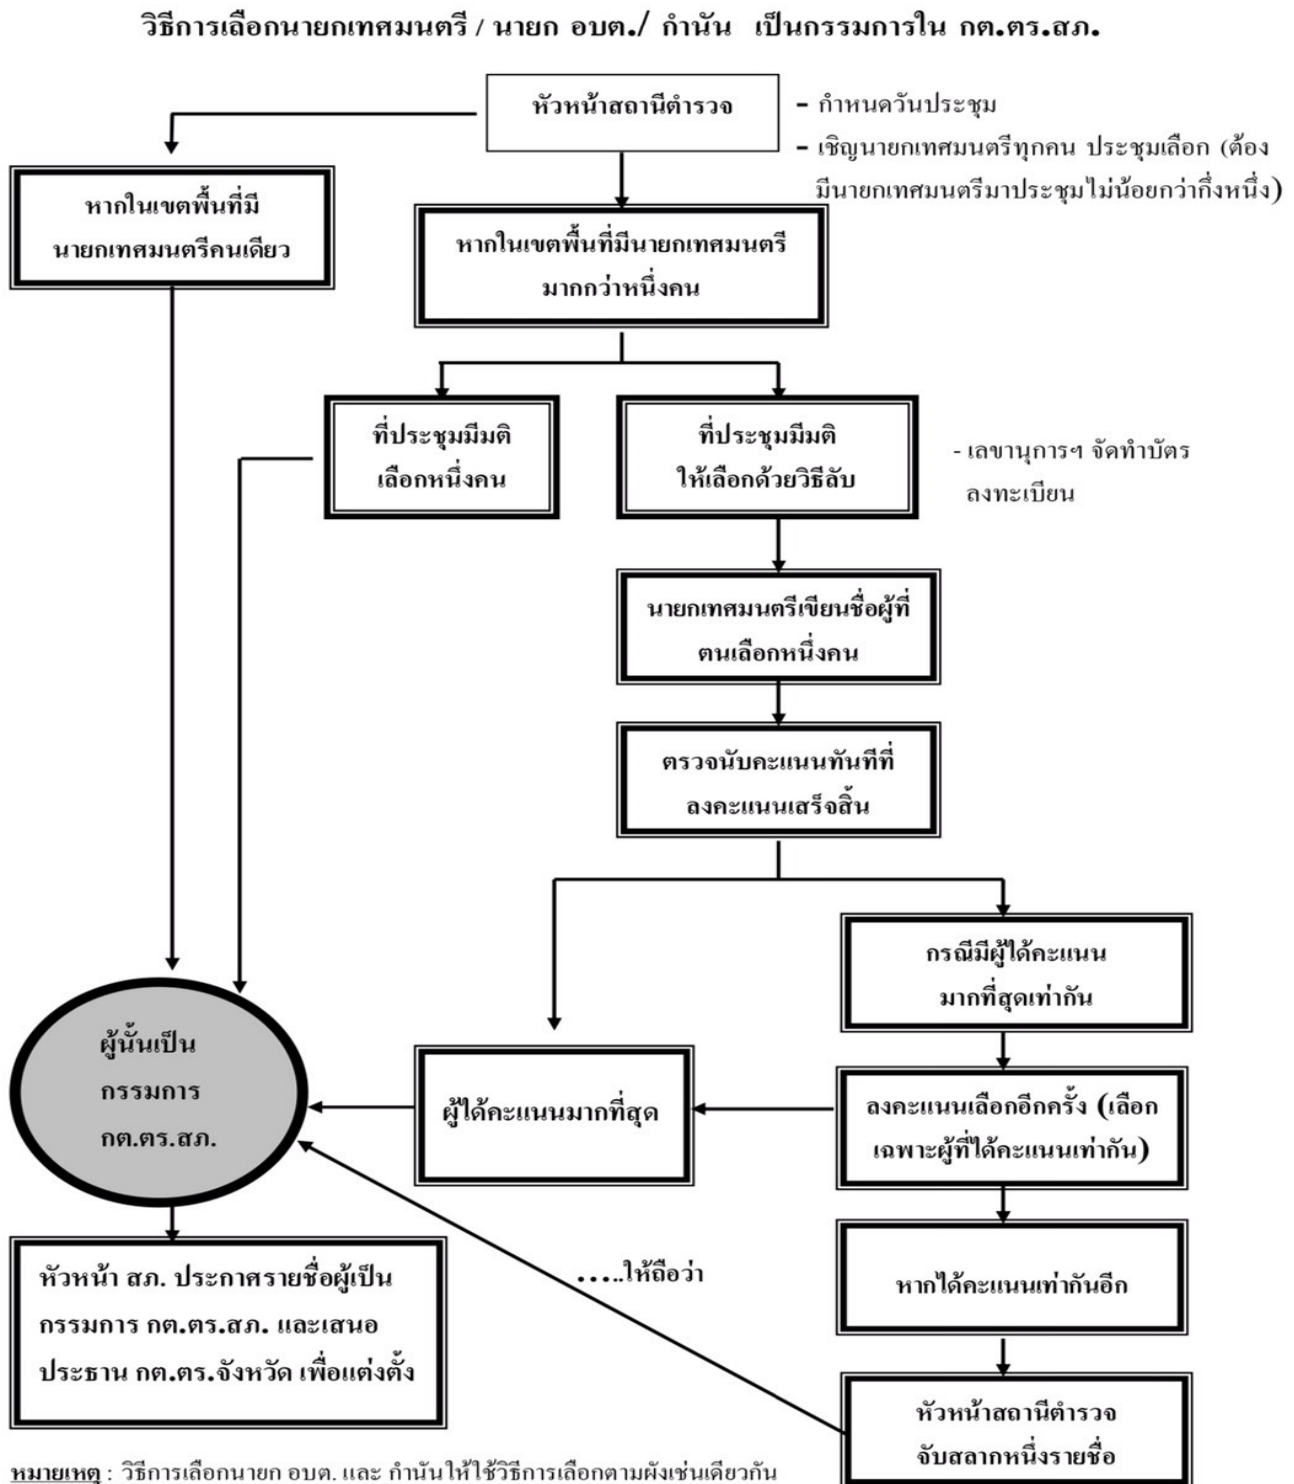 วิธีการเลือกนายกเทศมนตรี / นายก อบต./ กำนัน เป็นกรรมการใน กต.ตร.สภ.
หัวหน้าสถานีตำรวจ
- กำหนดวันประชุม
- เชิญนายกเทศมนตรีทุกคน ประชุมเลือก (ต้อง
มีนายกเทศมนตรีมาประชุมไม่น้อยกว่ากึ่งหนึ่ง)
หากในเขตพื้นที่มี
นายกเทศมนตรีคนเดียว
หากในเขตพื้นที่มีนายกเทศมนตรี
มากกว่าหนึ่งคน
ที่ประชุมมีมติ
เลือกหนึ่งคน
ที่ประชุมมีมติ
ให้เลือกด้วยวิธีลับ
- เลขานุการฯ จัดทำบัตร
ลงทะเบียน
นายกเทศมนตรีเขียนชื่อผู้ที่
ตนเลือกหนึ่งคน
ตรวจนับคะแนนทันทีที่
ลงคะแนนเสร็จสิ้น
กรณีมีผู้ได้คะแนน
มากที่สุดเท่ากัน
ผู้นั้นเป็น
กรรมการ
กต.ตร.สภ.
ผู้ได้คะแนนมากที่สุด
ลงคะแนนเลือกอีกครั้ง (เลือก
เฉพาะผู้ที่ได้คะแนนเท่ากัน)
หัวหน้า สภ. ประกาศรายชื่อผู้เป็น
กรรมการ กต.ตร.สภ. และเสนอ
ประธาน กต.ตร.จังหวัด เพื่อแต่งตั้ง
.....ให้ถือว่า
หากได้คะแนนเท่ากันอีก
หัวหน้าสถานีตำรวจ
จับสลากหนึ่งรายชื่อ
หมายเหตุ : วิธีการเลือกนายก อบต. และ กำนันให้ใช้วิธีการเลือกตามผังเช่นเดียวกัน